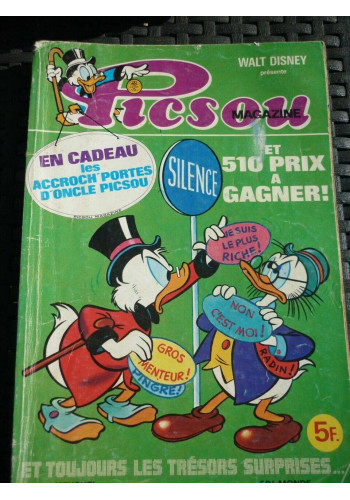 WALT DISNEY
présente
Picsou
MAGAZINE
EN CADEAU
les
ACCROCH' PORTES
D'ONCLE PICSOU
ET
510 PRIX
A
GAGNER!
SILENCE
JE SUIS
LE PLUS
RICHE!
NON
C'EST MOI!
RADIN!
GROS
MENTEUR!
PINGRE!
5F.
ET TOUJOURS LES TRÉSORS SURPRISES...